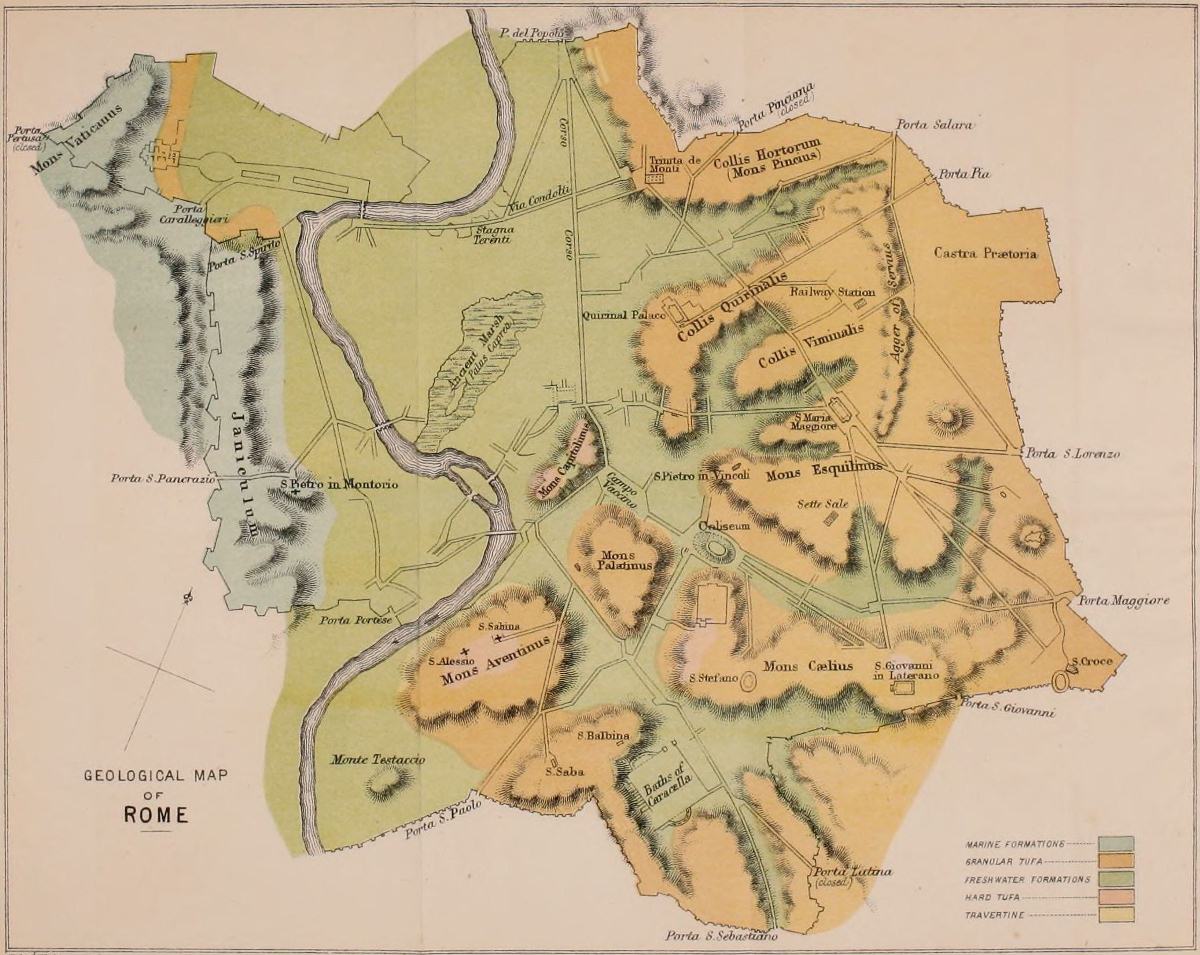 P. del Popolo
Porta Pinciana
(closed)
Porta Salara
Porta Pertusa
(closed)
Mons Vaticanus
Corso
Trinita de
Monti
Collis Hortorum
(Mons Pincius)
Porta Pia
Porta
Cavalleggieri
Via Condotti
Stagna
Terenti
Porta S. Spirito
Corso
Castra Prætoria
Agger of Servius
Railway Station
Quirinal Palace
Collis Quirinalis
Collis Viminalis
Ancient Marsh
Palus Capreæ
S. Maria
Maggiore
Janiculum
Mons Capitolinus
Porta S. Lorenzo
Porta S. Pancrazio
S. Pietro in Montorio
Campo
Vaccino
S. Pietro in Vincoli
Mons Esquilinus
Sette Sale
Coliseum
Mons
Palatinus
Porta Maggiore
Porta Portese
S. Sabina
S. Alessio
Mons Aventinus
S. Stefano
Mons Cælius
S. Giovanni
in Laterano
S. Croce
Porta S. Giovanni
S. Balbina
Monte Testaccio
S. Saba
Baths of
Caracella
Porta S. Paolo
Porta Latina
(closed)
Porta S. Sebastiano
GEOLOGICAL MAP
OF
ROME
MARINE FORMATIONS
GRANULAR TUFA
FRESHWATER FORMATIONS
HARD TUFA
TRAVERTINE